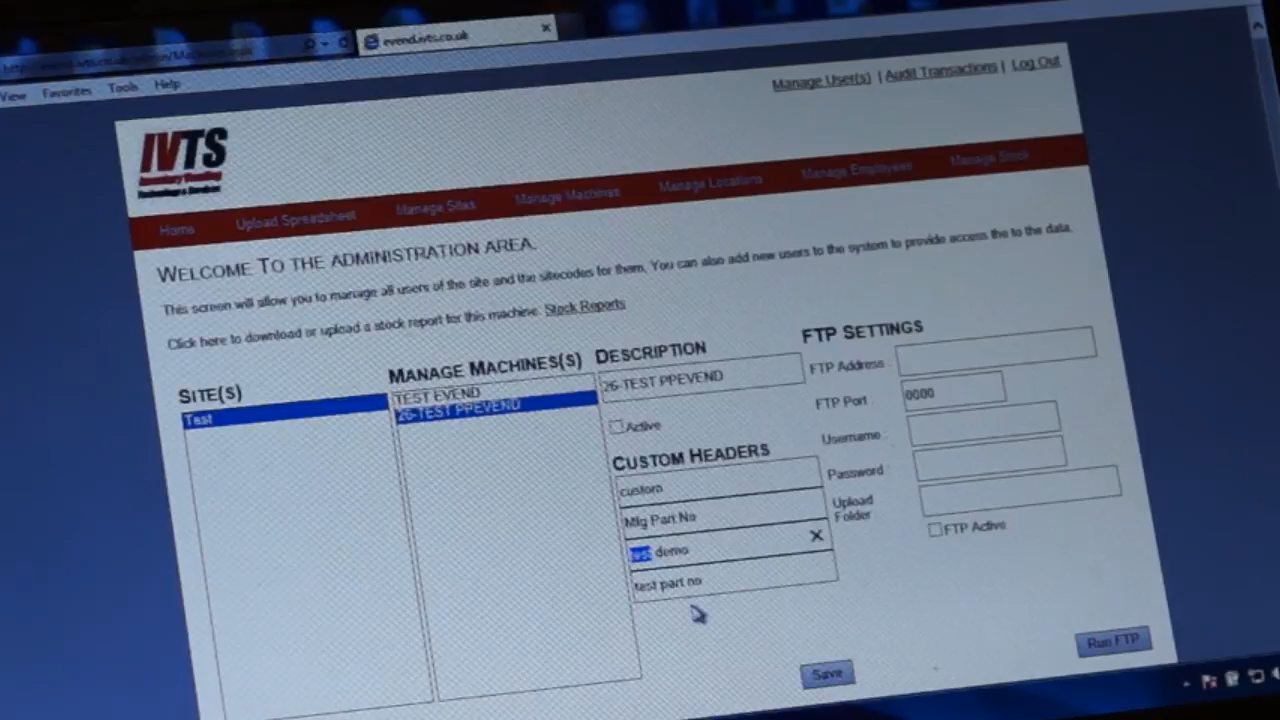 evend.ivts.co.uk
View Favorites Tools Help
Manage User(s) | Audit Transactions | Log Out
IVTS
Inventory Vending
Technology & Services
Home Upload Spreadsheet Manage Sites Manage Machines Manage Locations Manage Employees Manage Stock
WELCOME TO THE ADMINISTRATION AREA.
This screen will allow you to manage all users of the site and the sitecodes for them. You can also add new users to the system to provide access the to the data.
Click here to download or upload a stock report for this machine: Stock Reports
SITE(S) MANAGE MACHINES(S) DESCRIPTION FTP SETTINGS
Test
TEST EVEND
26-TEST PPEVEND
26-TEST PPEVEND
Active
CUSTOM HEADERS
custom
Mfg Part No
test demo
test part no
FTP Address :
FTP Port 0000
Username :
Password :
Upload
Folder
FTP Active
Save
Run FTP